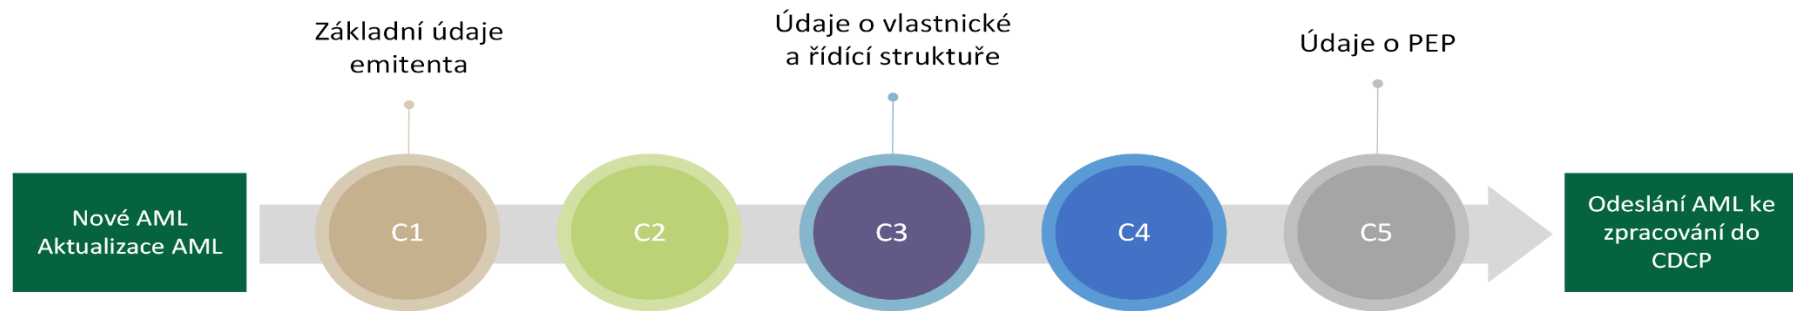 Základní údaje
emitenta
Údaje o vlastnické
a řídící struktuře
Údaje o PEP
Nové AML
Aktualizace AML
C1
C2
C3
C4
C5
Odeslání AML ke
zpracování do
CDCP